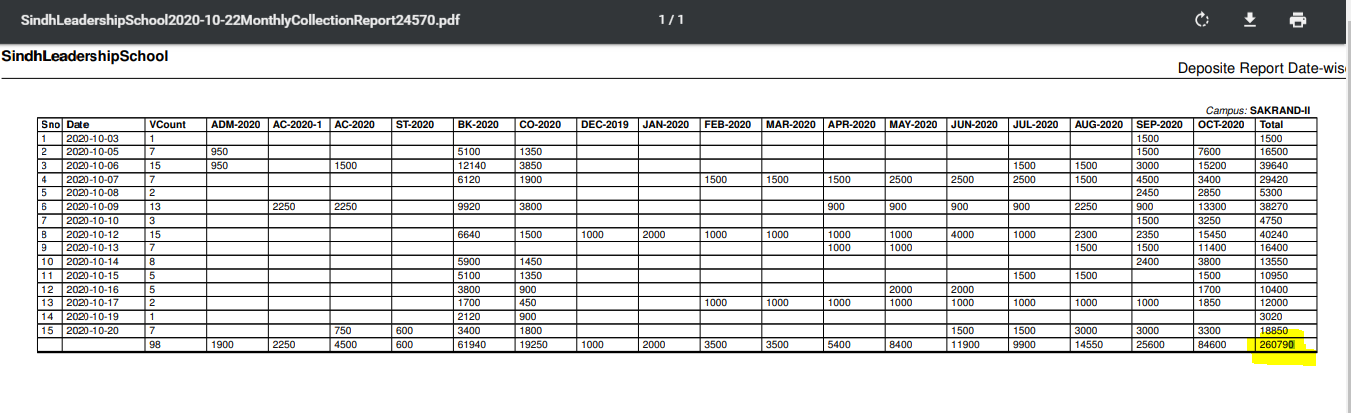 SindhLeadershipSchool2020-10-22MonthlyCollectionReport24570.pdf 1 / 1
SindhLeadershipSchool
Deposite Report Date-wis
Campus: SAKRAND-II
Sno Date VCount ADM-2020 AC-2020-1 AC-2020 ST-2020 BK-2020 CO-2020 DEC-2019 JAN-2020 FEB-2020 MAR-2020 APR-2020 MAY-2020 JUN-2020 JUL-2020 AUG-2020 SEP-2020 OCT-2020 Total
1 2020-10-03 1 1500 1500
2 2020-10-05 7 950 5100 1350 1500 7600 16500
3 2020-10-06 15 950 1500 12140 3850 1500 1500 3000 15200 39640
4 2020-10-07 7 6120 1900 1500 1500 1500 2500 2500 2500 1500 4500 3400 29420
5 2020-10-08 2 2450 2850 5300
6 2020-10-09 13 2250 2250 9920 3800 900 900 900 900 2250 900 13300 38270
7 2020-10-10 3 1500 3250 4750
8 2020-10-12 15 6640 1500 1000 2000 1000 1000 1000 1000 4000 1000 2300 2350 15450 40240
9 2020-10-13 7 1000 1000 1500 1500 11400 16400
10 2020-10-14 8 5900 1450 2400 3800 13550
11 2020-10-15 5 5100 1350 1500 1500 1500 10950
12 2020-10-16 5 3800 900 2000 2000 1700 10400
13 2020-10-17 2 1700 450 1000 1000 1000 1000 1000 1000 1000 1000 1850 12000
14 2020-10-19 1 2120 900 3020
15 2020-10-20 7 750 600 3400 1800 1500 1500 3000 3000 3300 18850
98 1900 2250 4500 600 61940 19250 1000 2000 3500 3500 5400 8400 11900 9900 14550 25600 84600 260790